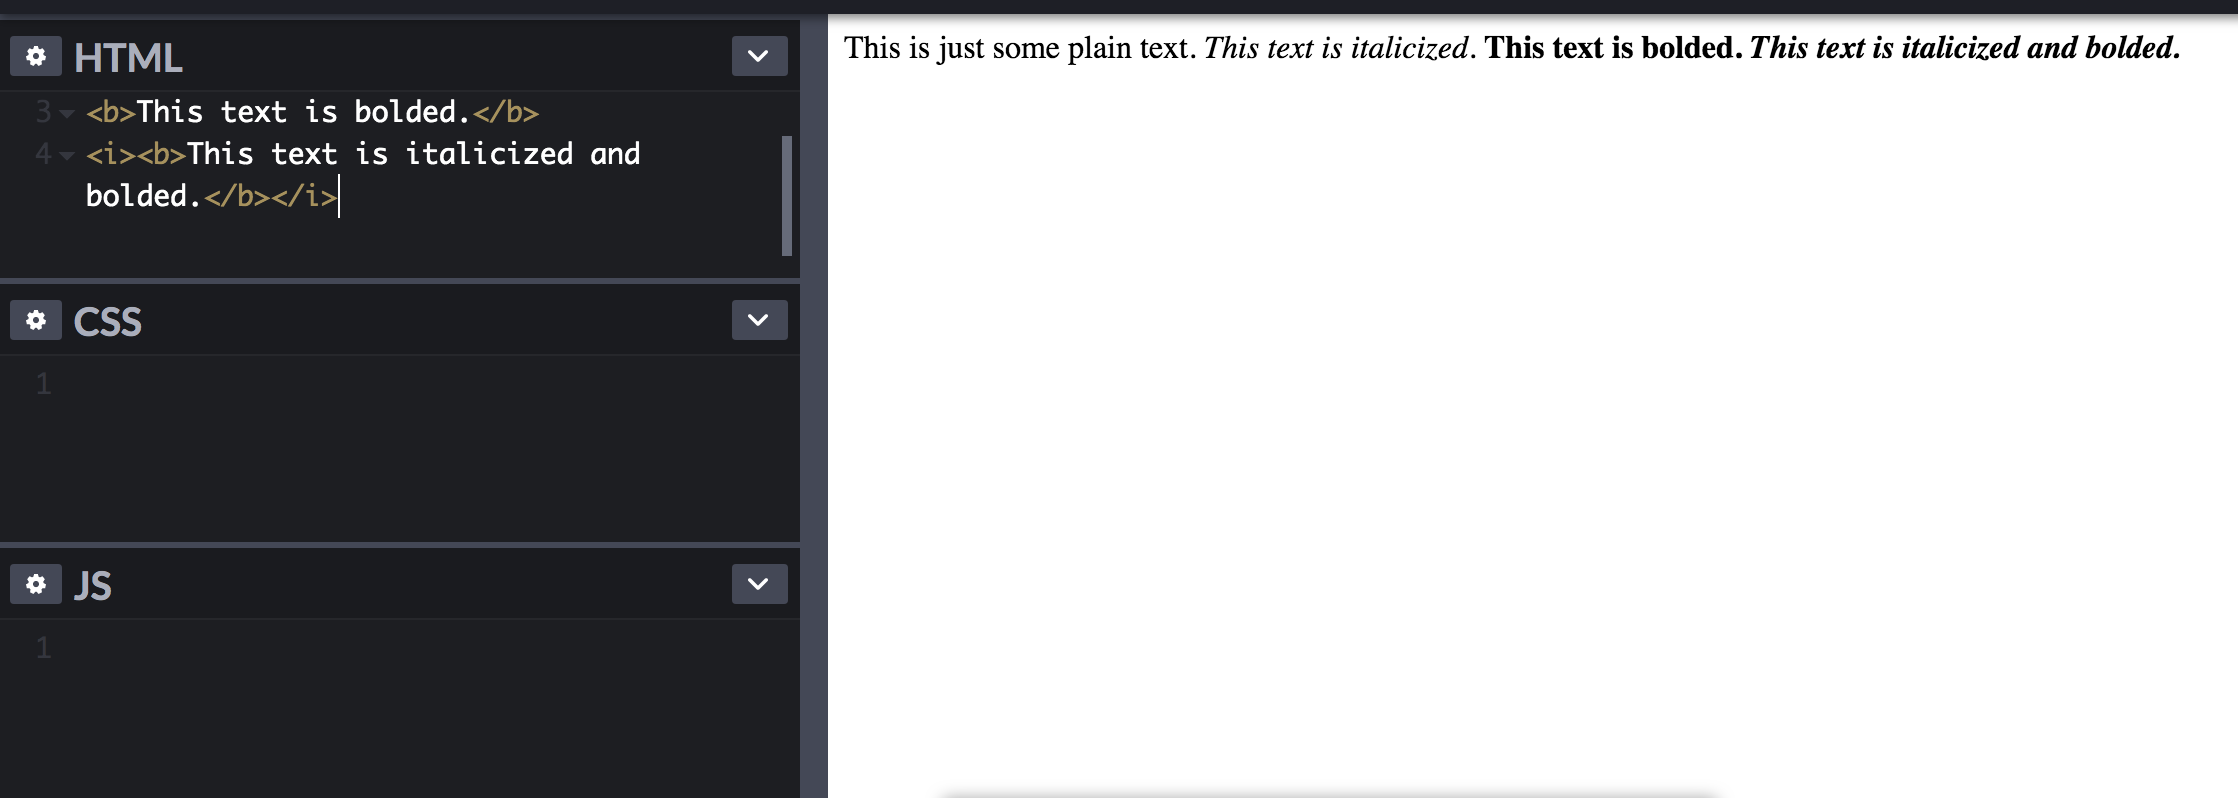 HTML
3 <b>This text is bolded.</b>
4 <i><b>This text is italicized and
bolded.</b></i>
CSS
1
JS
1
This is just some plain text. This text is italicized. This text is bolded. This text is italicized and bolded.